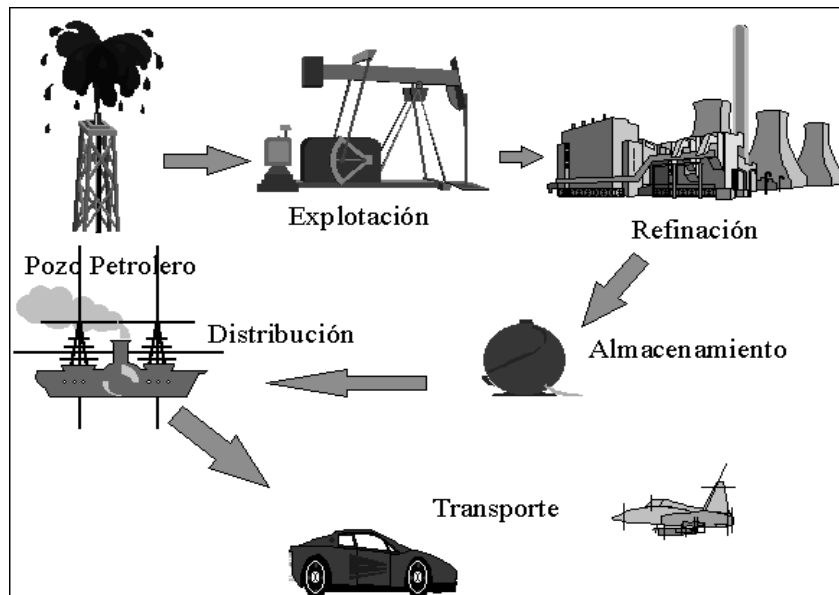 Pozo Petrolero
Explotación
Refinación
Almacenamiento
Distribución
Transporte